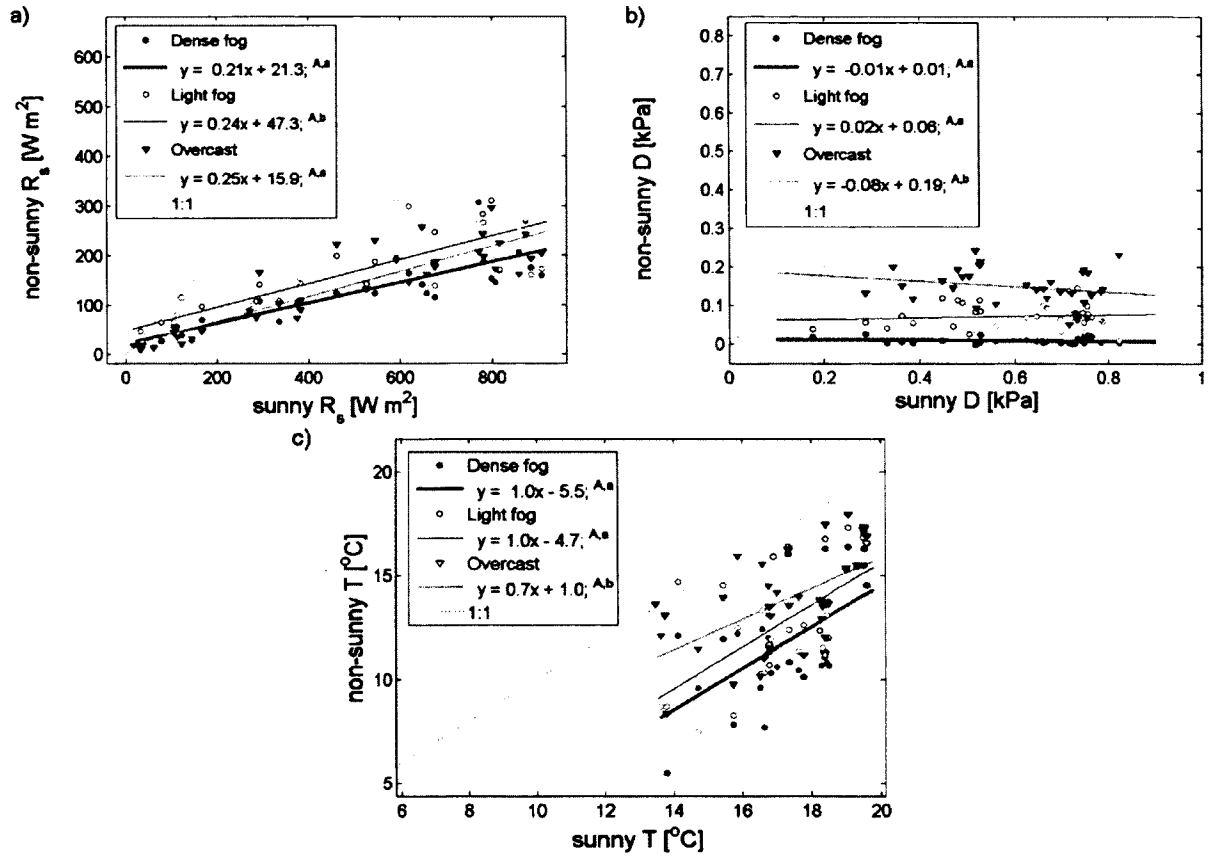 a)
600
500
400
300
200
100
0
non-sunny Rs [W m²]
Dense fog
y = 0.21x + 21.3; A,a
Light fog
y = 0.24x + 47.3; A,b
Overcast
y = 0.25x + 15.9; A,a
1:1
0 200 400 600 800
sunny Rs [W m²]
b)
0.8
0.7
0.6
0.5
0.4
0.3
0.2
0.1
0
non-sunny D [kPa]
Dense fog
y = -0.01x + 0.01; A,a
Light fog
y = 0.02x + 0.06; A,a
Overcast
y = -0.08x + 0.19; A,b
1:1
0 0.2 0.4 0.6 0.8 1
sunny D [kPa]
c)
20
15
10
5
non-sunny T [°C]
Dense fog
y = 1.0x - 5.5; A,a
Light fog
y = 1.0x - 4.7; A,a
Overcast
y = 0.7x + 1.0; A,b
1:1
6 8 10 12 14 16 18 20
sunny T [°C]